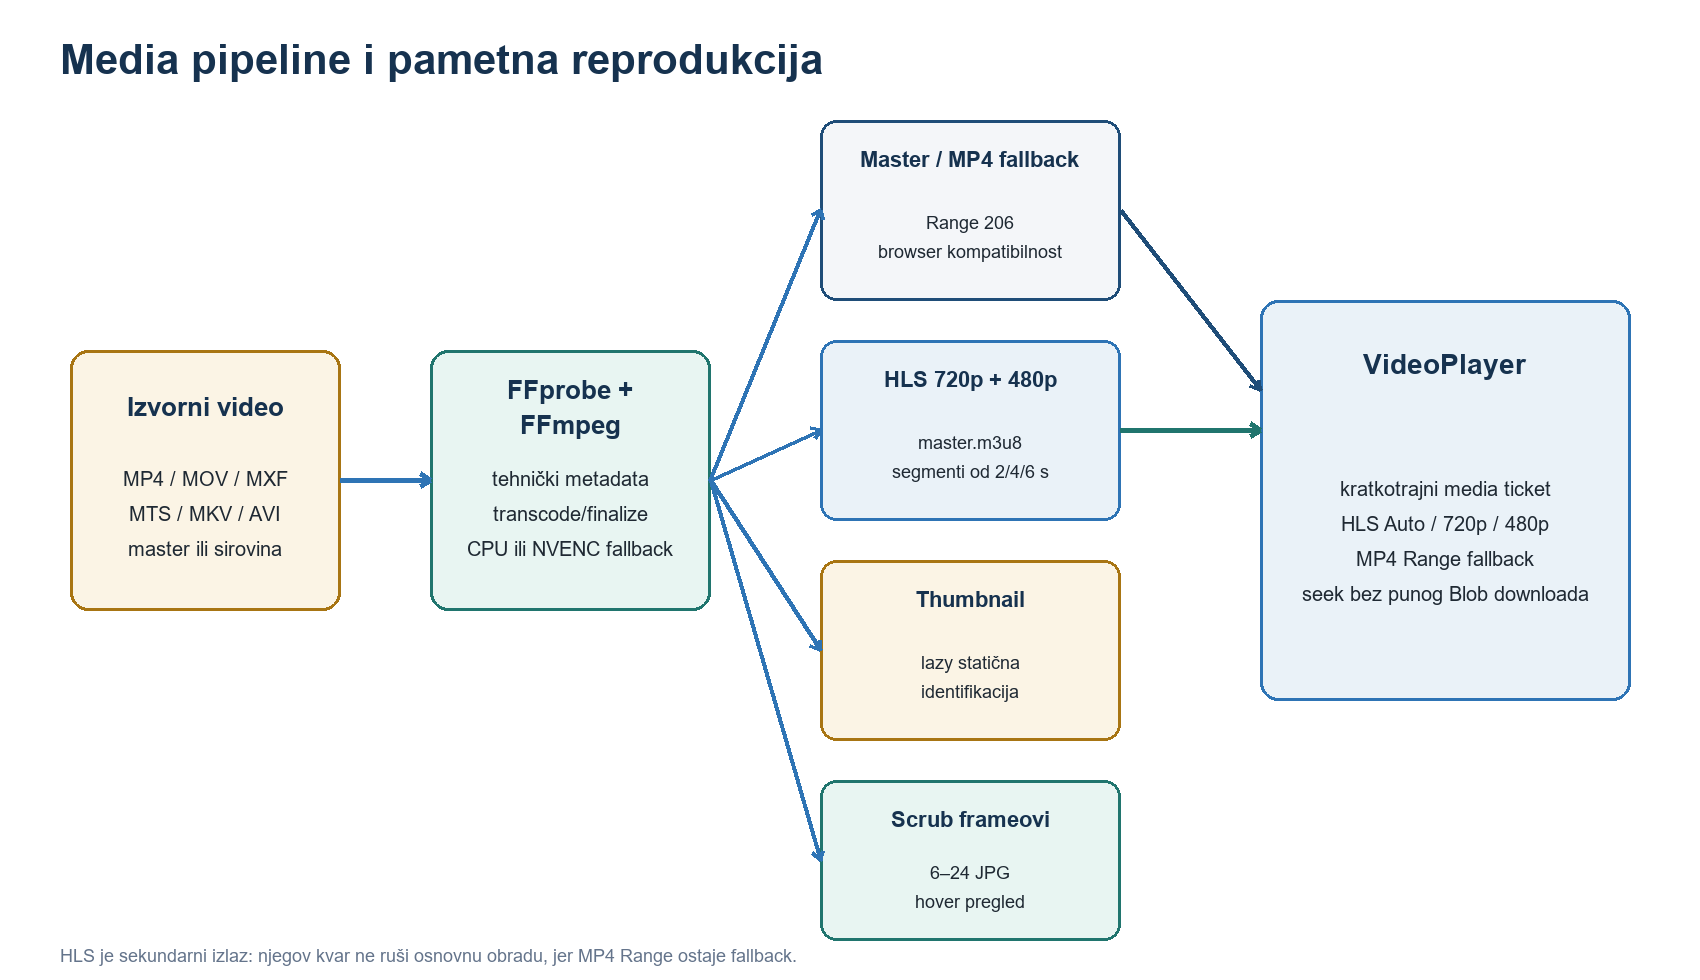 Media pipeline i pametna reprodukcija
Izvorni video
MP4 / MOV / MXF
MTS / MKV / AVI
master ili sirovina
FFprobe +
FFmpeg
tehnički metadata
transcode/finalize
CPU ili NVENC fallback
Master / MP4 fallback
Range 206
browser kompatibilnost
HLS 720p + 480p
master.m3u8
segmenti od 2/4/6 s
Thumbnail
lazy statična
identifikacija
Scrub frameovi
6–24 JPG
hover pregled
VideoPlayer
kratkotrajni media ticket
HLS Auto / 720p / 480p
MP4 Range fallback
seek bez punog Blob downloada
HLS je sekundarni izlaz: njegov kvar ne ruši osnovnu obradu, jer MP4 Range ostaje fallback.